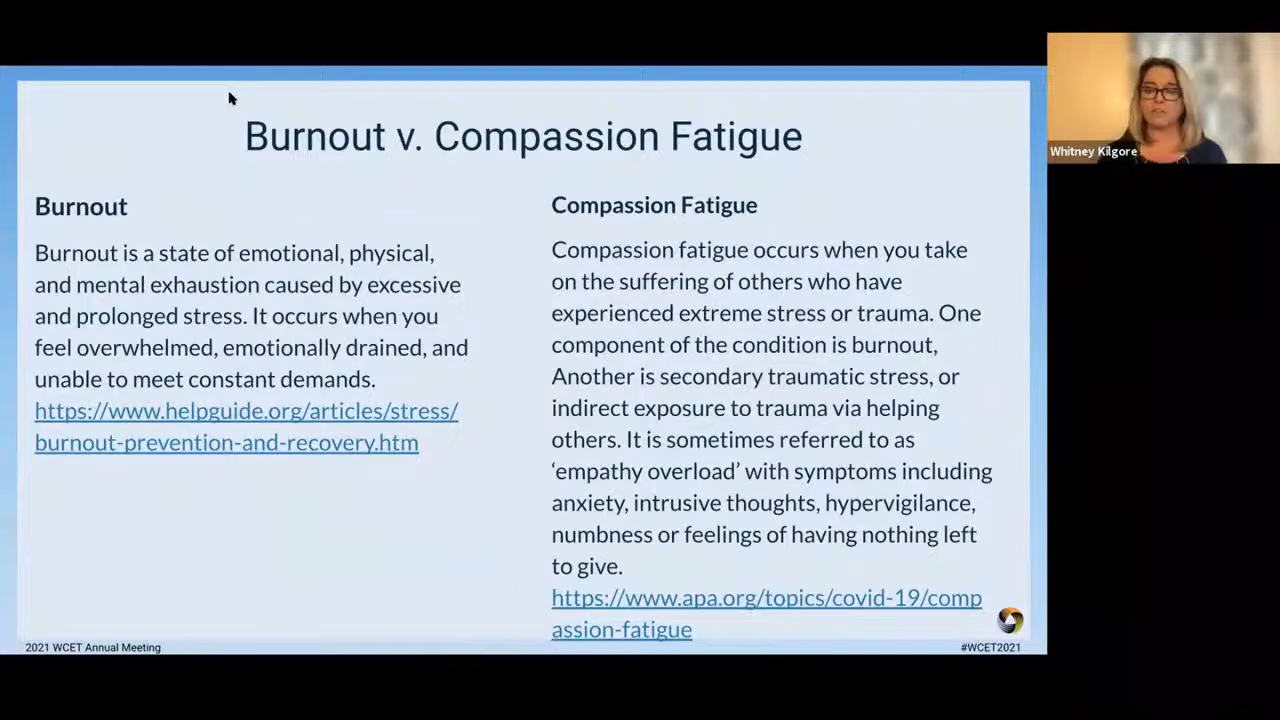 Burnout v. Compassion Fatigue
Burnout
Burnout is a state of emotional, physical,
and mental exhaustion caused by excessive
and prolonged stress. It occurs when you
feel overwhelmed, emotionally drained, and
unable to meet constant demands.
https://www.helpguide.org/articles/stress/
burnout-prevention-and-recovery.htm
Compassion Fatigue
Compassion fatigue occurs when you take
on the suffering of others who have
experienced extreme stress or trauma. One
component of the condition is burnout,
Another is secondary traumatic stress, or
indirect exposure to trauma via helping
others. It is sometimes referred to as
‘empathy overload’ with symptoms including
anxiety, intrusive thoughts, hypervigilance,
numbness or feelings of having nothing left
to give.
https://www.apa.org/topics/covid-19/comp
assion-fatigue
2021 WCET Annual Meeting
#WCET2021
Whitney Kilgore